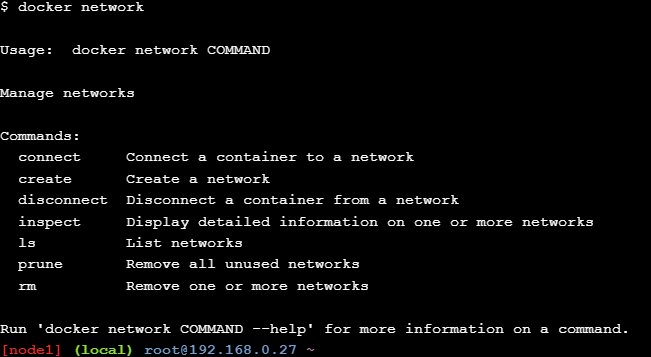 $ docker network
Usage:  docker network COMMAND
Manage networks
Commands:
  connect     Connect a container to a network
  create      Create a network
  disconnect  Disconnect a container from a network
  inspect     Display detailed information on one or more networks
  ls          List networks
  prune       Remove all unused networks
  rm          Remove one or more networks
Run 'docker network COMMAND --help' for more information on a command.
[node1] (local) root@192.168.0.27 ~